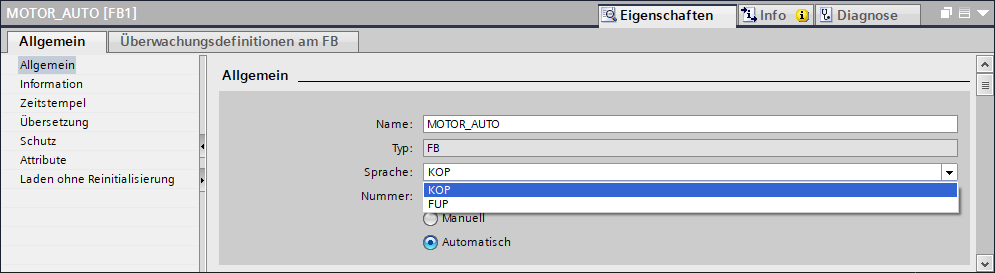 MOTOR_AUTO [FB1]
Eigenschaften
Info
Diagnose
Allgemein
Überwachungsdefinitionen am FB
Allgemein
Information
Zeitstempel
Übersetzung
Schutz
Attribute
Laden ohne Reinitialisierung
Allgemein
Name: MOTOR_AUTO
Typ: FB
Sprache: KOP
KOP
FUP
Nummer:
Manuell
Automatisch